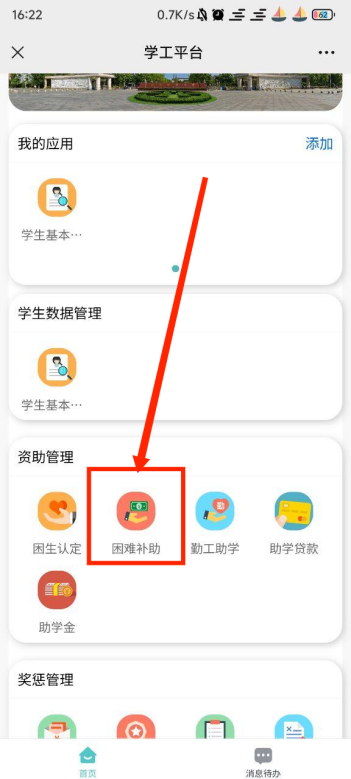 16:22
0.7K/s
62
学工平台
我的应用
添加
学生基本…
学生数据管理
学生基本…
资助管理
困生认定
困难补助
勤工助学
助学贷款
助学金
奖惩管理
首页
消息待办